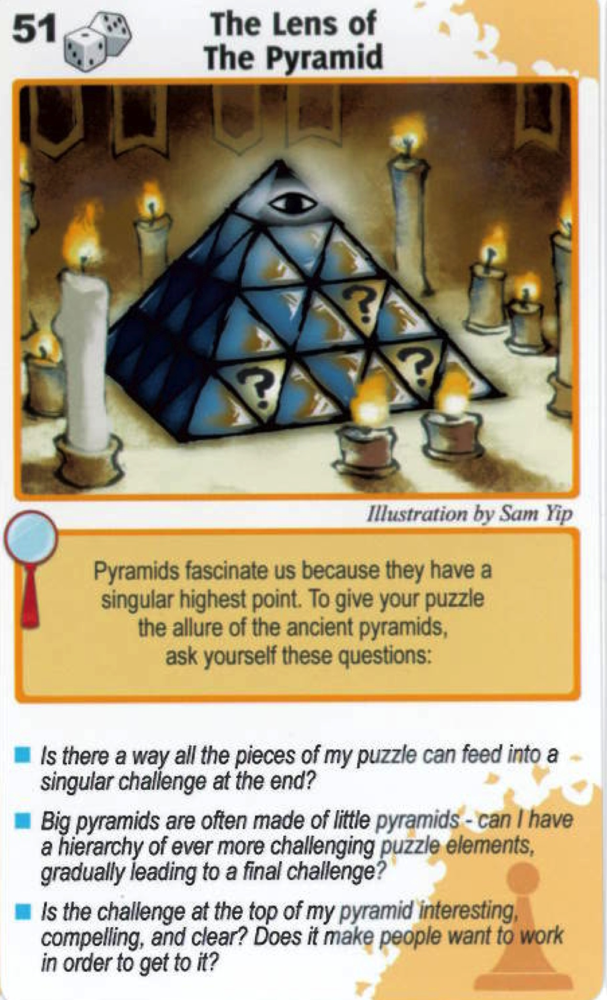 51
The Lens of
The Pyramid
?
?
?
Illustration by Sam Yip
Pyramids fascinate us because they have a
singular highest point. To give your puzzle
the allure of the ancient pyramids,
ask yourself these questions:
Is there a way all the pieces of my puzzle can feed into a
singular challenge at the end?
Big pyramids are often made of little pyramids - can I have
a hierarchy of ever more challenging puzzle elements,
gradually leading to a final challenge?
Is the challenge at the top of my pyramid interesting,
compelling, and clear? Does it make people want to work
in order to get to it?